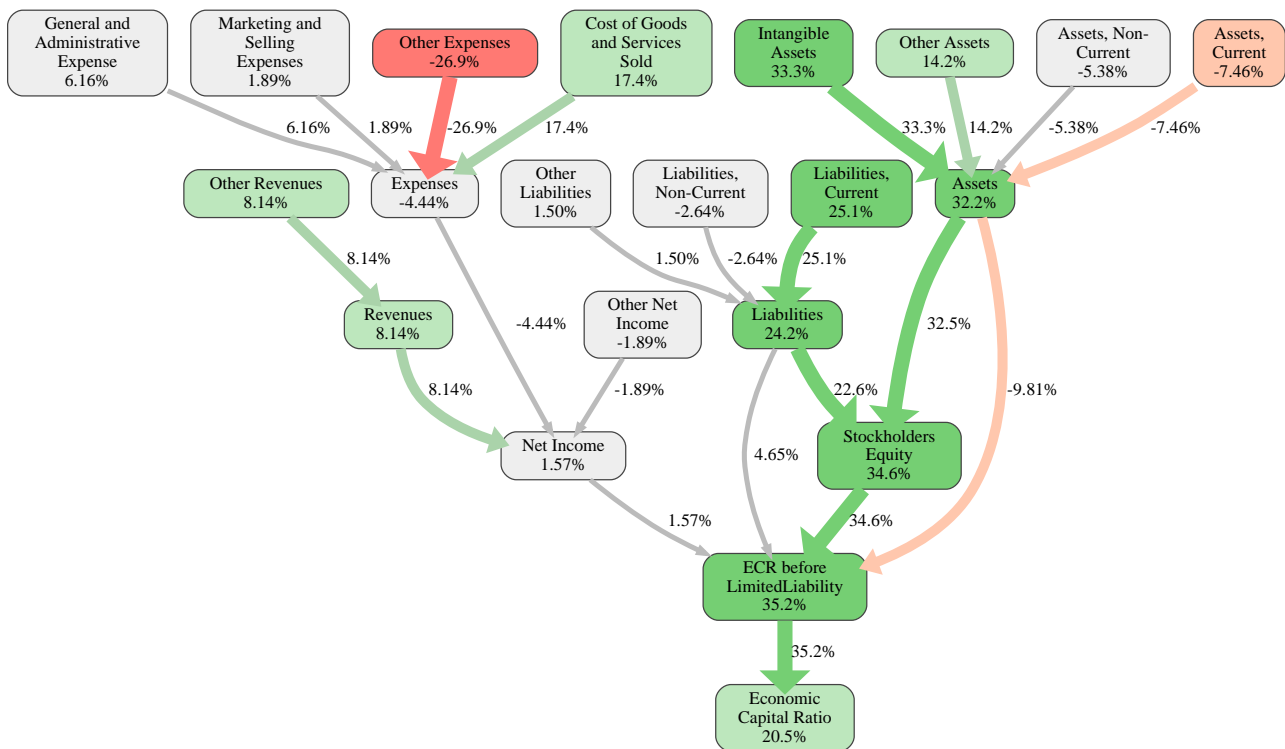 General and
Administrative
Expense
6.16%
Marketing and
Selling
Expenses
1.89%
Other Expenses
-26.9%
Cost of Goods
and Services
Sold
17.4%
Intangible
Assets
33.3%
Other Assets
14.2%
Assets, Non-
Current
-5.38%
Assets,
Current
-7.46%
6.16%
1.89%
-26.9%
17.4%
33.3%
14.2%
-5.38%
-7.46%
Other Revenues
8.14%
Expenses
-4.44%
Other
Liabilities
1.50%
Liabilities,
Non-Current
-2.64%
Liabilities,
Current
25.1%
Assets
32.2%
8.14%
1.50%
-2.64%
25.1%
Revenues
8.14%
-4.44%
Other Net
Income
-1.89%
Liabilities
24.2%
32.5%
8.14%
-1.89%
22.6%
-9.81%
Net Income
1.57%
4.65%
Stockholders
Equity
34.6%
1.57%
34.6%
ECR before
LimitedLiability
35.2%
35.2%
Economic
Capital Ratio
20.5%